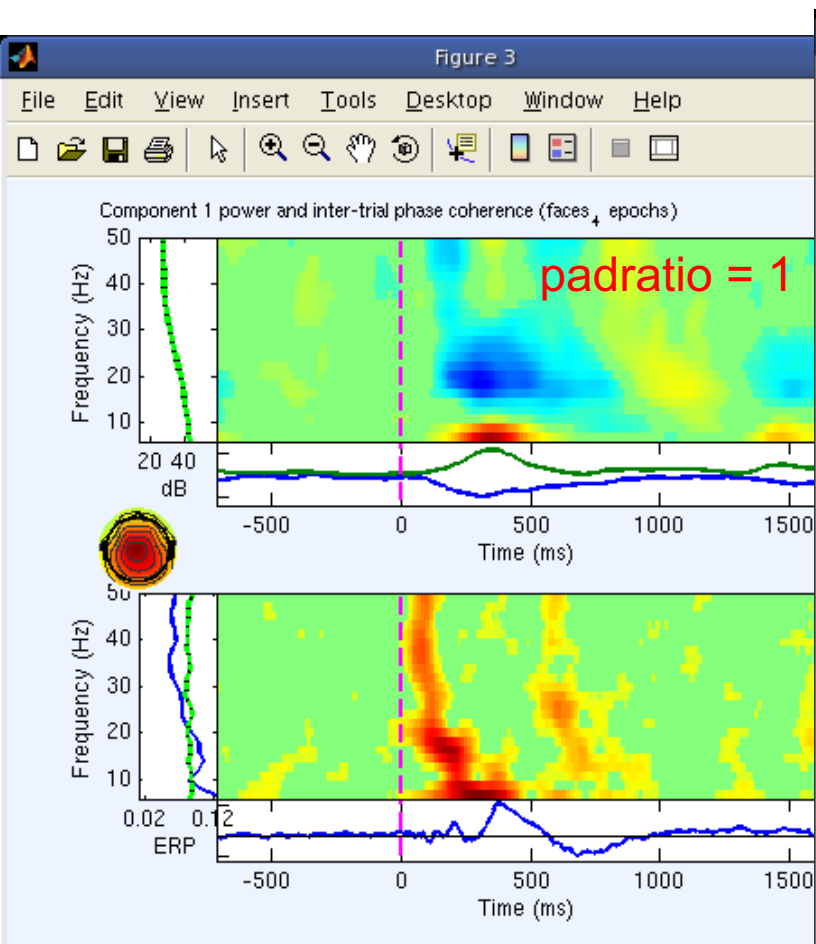 Figure 3
File Edit View Insert Tools Desktop Window Help
Component 1 power and inter-trial phase coherence (faces_4 epochs)
padratio = 1
50
40
30
20
10
Frequency (Hz)
20 40
dB
-500 0 500 1000 1500
Time (ms)
50
40
30
20
10
Frequency (Hz)
0.02 0.12
ERP
-500 0 500 1000 1500
Time (ms)